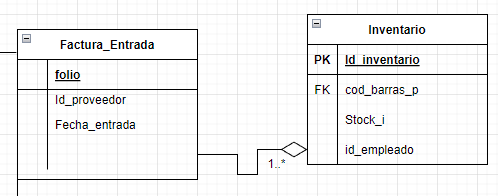 Factura_Entrada
folio
Id_proveedor
Fecha_entrada
Inventario
PK Id_inventario
FK cod_barras_p
Stock_i
id_empleado
1..*